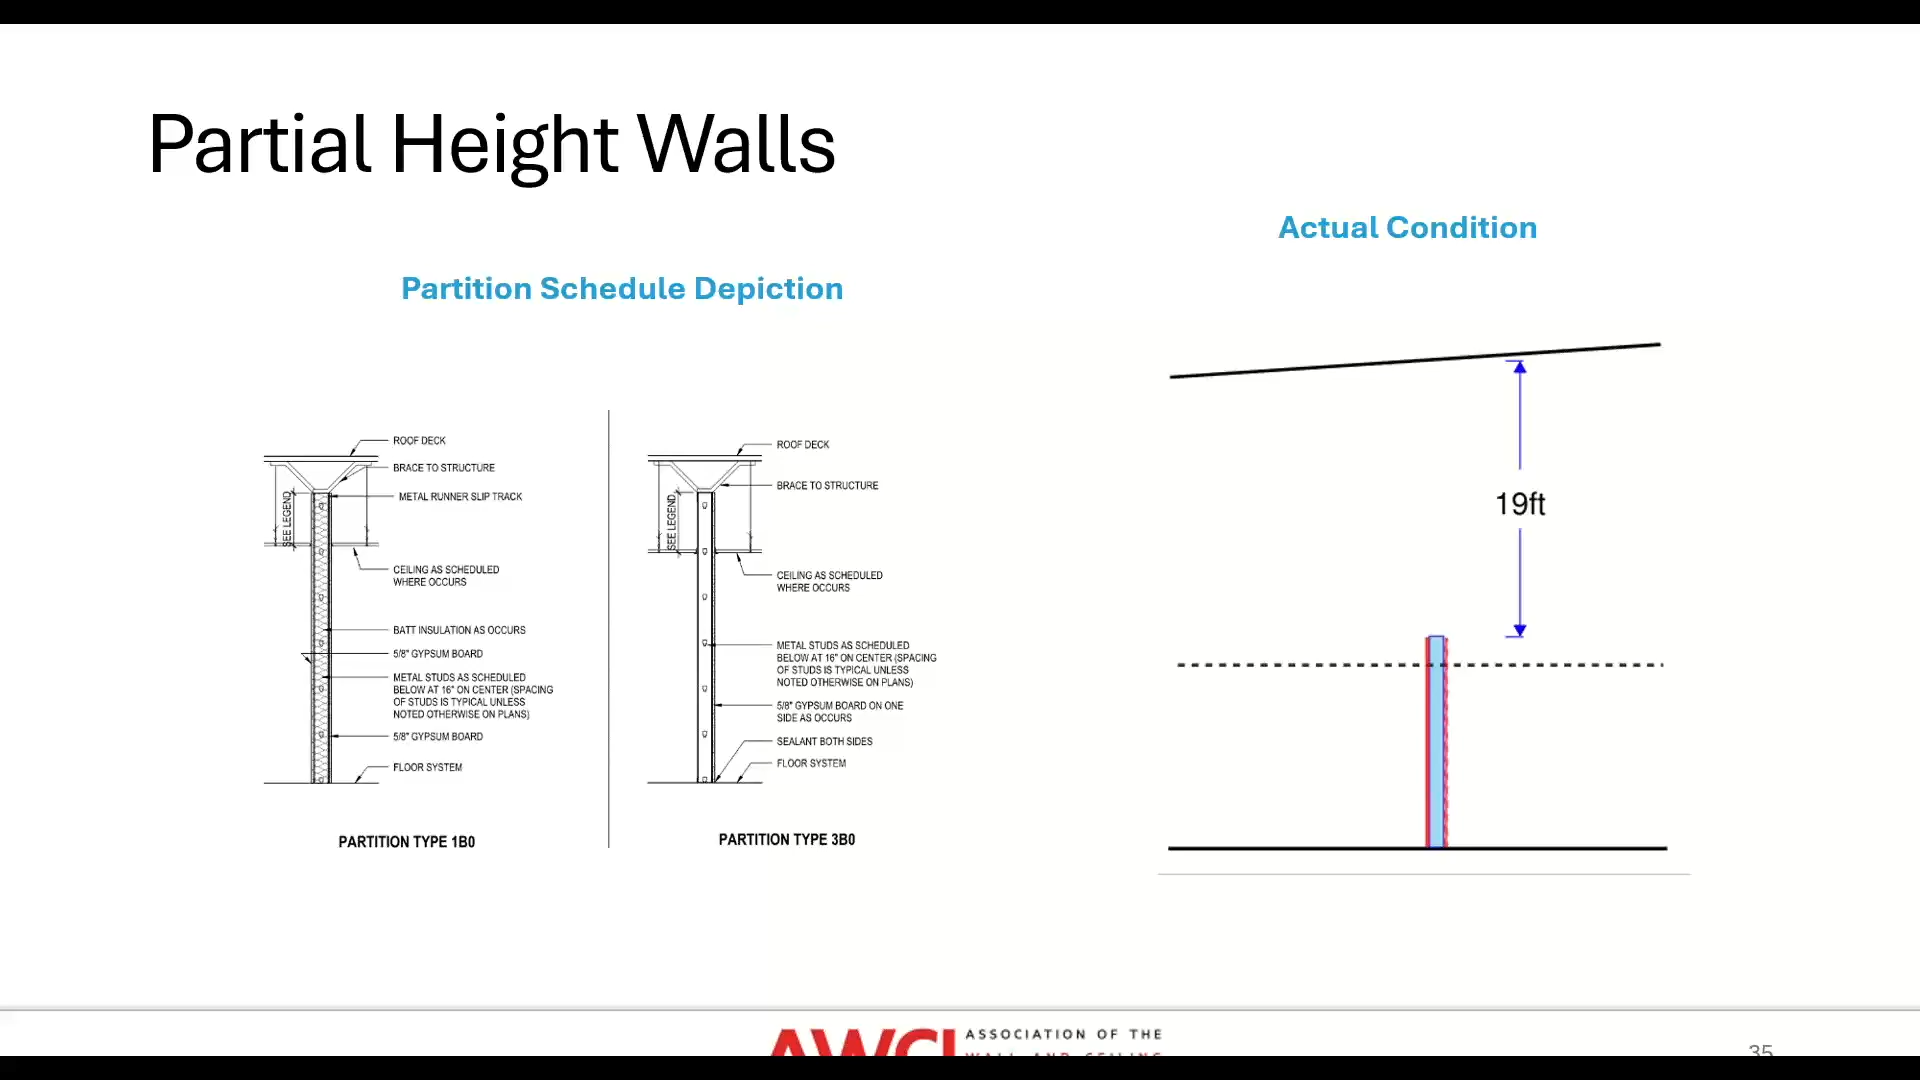 Partial Height Walls
Actual Condition
Partition Schedule Depiction
ROOF DECK
BRACE TO STRUCTURE
METAL RUNNER SLIP TRACK
SEE LEGEND
CEILING AS SCHEDULED
WHERE OCCURS
BATT INSULATION AS OCCURS
5/8" GYPSUM BOARD
METAL STUDS AS SCHEDULED
BELOW AT 16" ON CENTER (SPACING
OF STUDS IS TYPICAL UNLESS
NOTED OTHERWISE ON PLANS)
5/8" GYPSUM BOARD
FLOOR SYSTEM
PARTITION TYPE 1B0
ROOF DECK
BRACE TO STRUCTURE
SEE LEGEND
CEILING AS SCHEDULED
WHERE OCCURS
METAL STUDS AS SCHEDULED
BELOW AT 16" ON CENTER (SPACING
OF STUDS IS TYPICAL UNLESS
NOTED OTHERWISE ON PLANS)
5/8" GYPSUM BOARD ON ONE
SIDE AS OCCURS
SEALANT BOTH SIDES
FLOOR SYSTEM
PARTITION TYPE 3B0
19ft
AWCI
ASSOCIATION OF THE
WALL AND CEILING
35